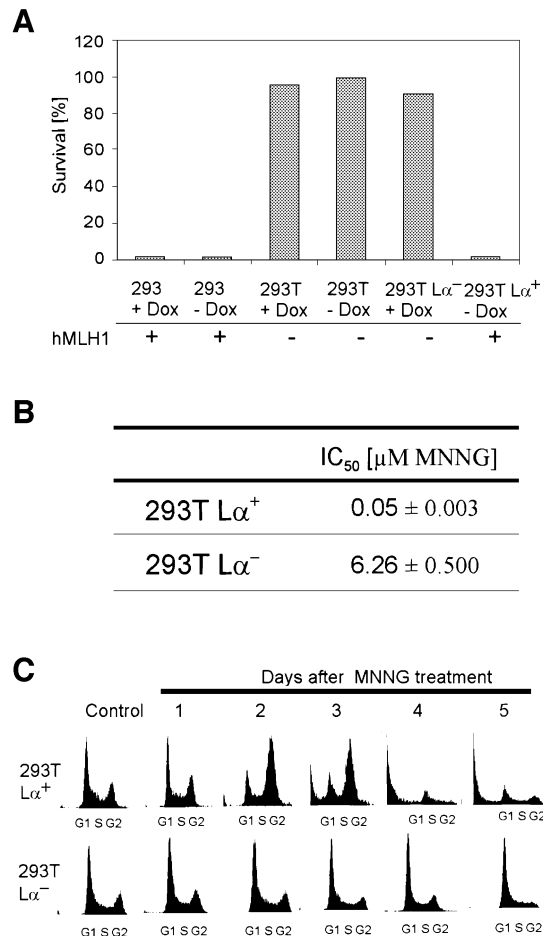 A
120
100
80
60
40
20
0
Survival [%]
293 293 293T 293T 293T Lα⁻ 293T Lα⁺
+ Dox - Dox + Dox - Dox + Dox - Dox
hMLH1 + + - - - +
B
IC₅₀ [µM MNNG]
293T Lα⁺ 0.05 ± 0.003
293T Lα⁻ 6.26 ± 0.500
C
Days after MNNG treatment
Control 1 2 3 4 5
293T
Lα⁺
G1 S G2 G1 S G2 G1 S G2 G1 S G2 G1 S G2 G1 S G2
293T
Lα⁻
G1 S G2 G1 S G2 G1 S G2 G1 S G2 G1 S G2 G1 S G2